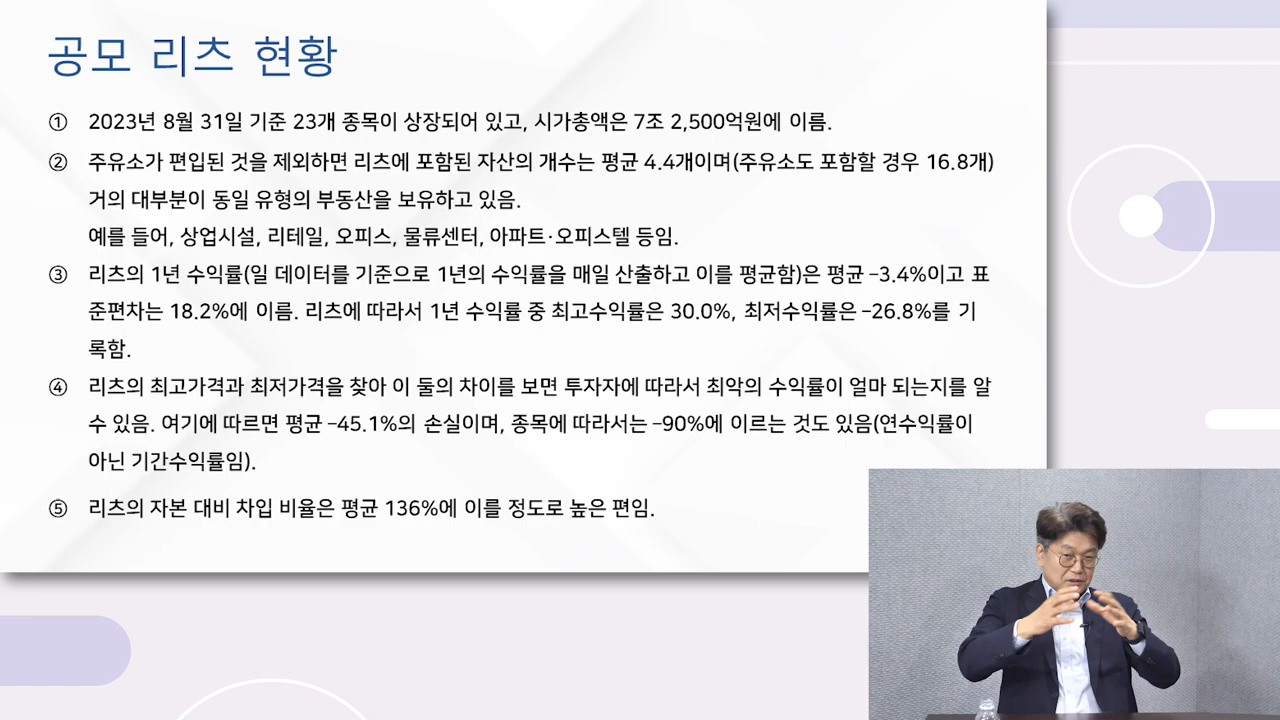 공모 리츠 현황
① 2023년 8월 31일 기준 23개 종목이 상장되어 있고, 시가총액은 7조 2,500억원에 이름.
② 주유소가 편입된 것을 제외하면 리츠에 포함된 자산의 개수는 평균 4.4개이며(주유소도 포함할 경우 16.8개)
거의 대부분이 동일 유형의 부동산을 보유하고 있음.
예를 들어, 상업시설, 리테일, 오피스, 물류센터, 아파트·오피스텔 등임.
③ 리츠의 1년 수익률(일 데이터를 기준으로 1년의 수익률을 매일 산출하고 이를 평균함)은 평균 –3.4%이고 표
준편차는 18.2%에 이름. 리츠에 따라서 1년 수익률 중 최고수익률은 30.0%, 최저수익률은 –26.8%를 기
록함.
④ 리츠의 최고가격과 최저가격을 찾아 이 둘의 차이를 보면 투자자에 따라서 최악의 수익률이 얼마 되는지를 알
수 있음. 여기에 따르면 평균 –45.1%의 손실이며, 종목에 따라서는 –90%에 이르는 것도 있음(연수익률이
아닌 기간수익률임).
⑤ 리츠의 자본 대비 차입 비율은 평균 136%에 이를 정도로 높은 편임.